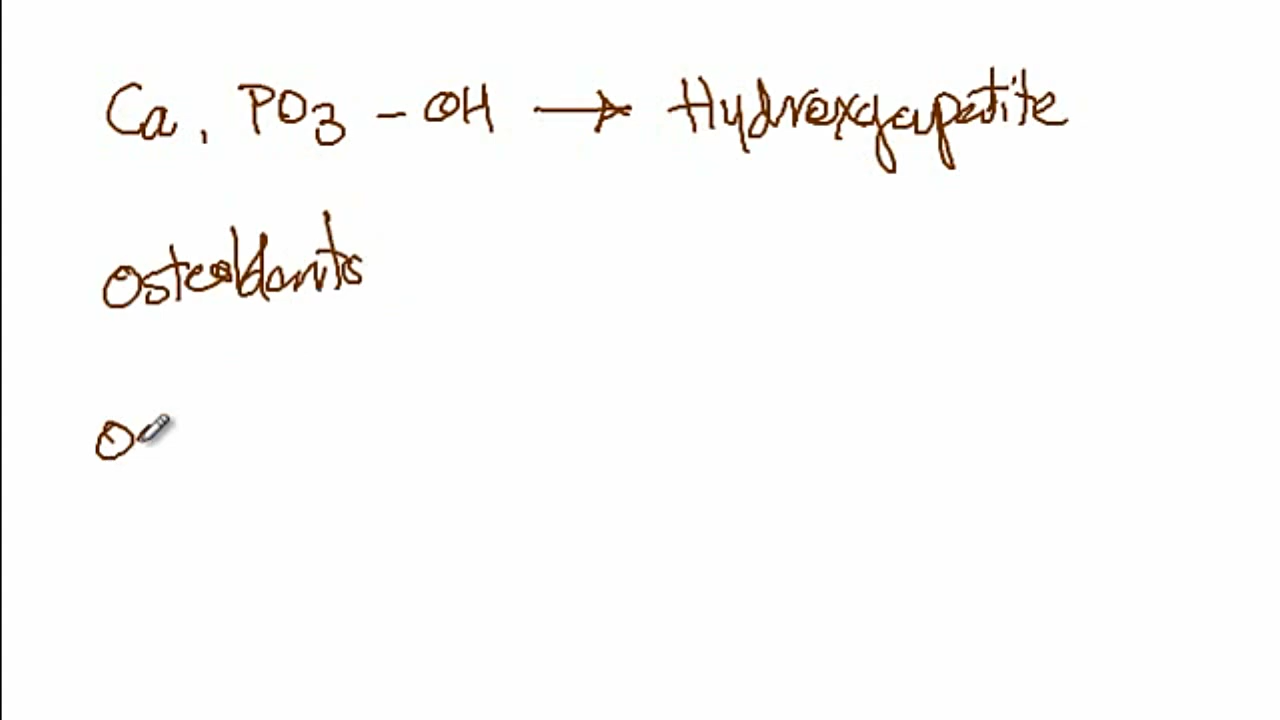 Ca, PO3 - OH → Hydroxyapatite
Osteoblasts
O